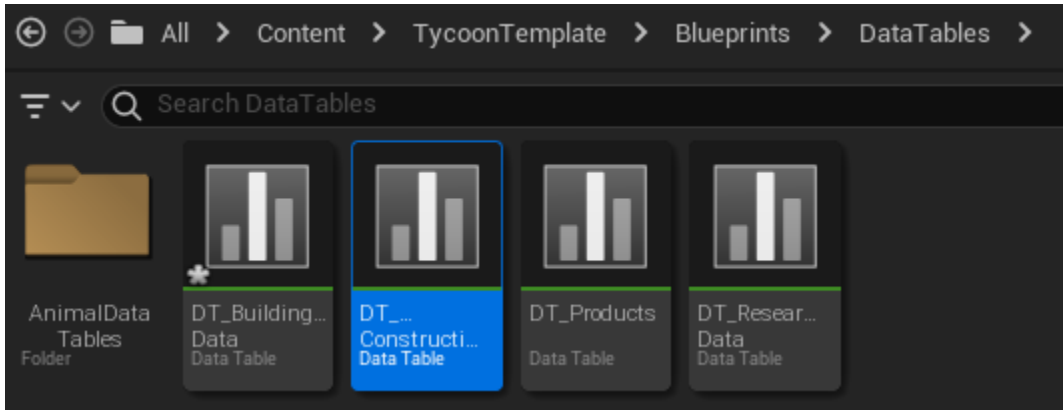 All > Content > TycoonTemplate > Blueprints > DataTables >
Search DataTables
AnimalData
Tables
Folder
DT_Building...
Data
Data Table
DT_...
Constructi...
Data Table
DT_Products
Data Table
DT_Resear...
Data
Data Table